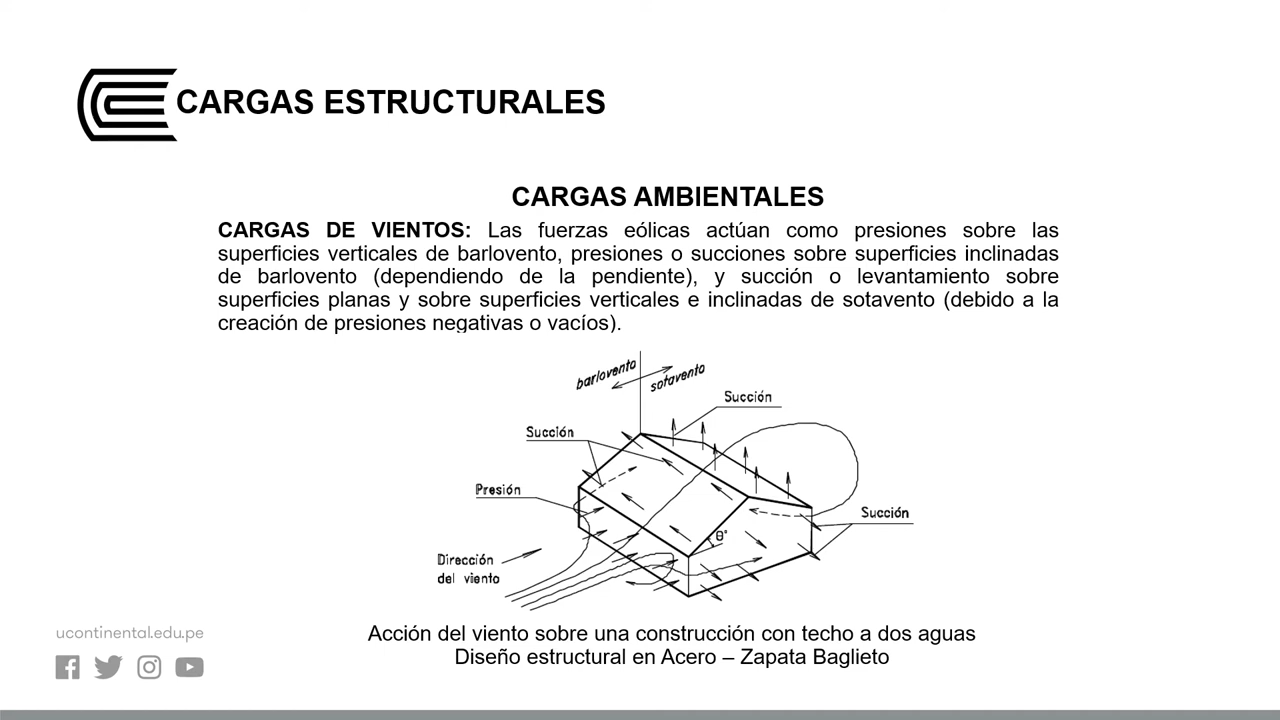 CARGAS ESTRUCTURALES
CARGAS AMBIENTALES
CARGAS DE VIENTOS: Las fuerzas eólicas actúan como presiones sobre las
superficies verticales de barlovento, presiones o succiones sobre superficies inclinadas
de barlovento (dependiendo de la pendiente), y succión o levantamiento sobre
superficies planas y sobre superficies verticales e inclinadas de sotavento (debido a la
creación de presiones negativas o vacíos).
barlovento
sotavento
Succión
Succión
Presión
Succión
θ°
Dirección
del viento
ucontinental.edu.pe
Acción del viento sobre una construcción con techo a dos aguas
Diseño estructural en Acero – Zapata Baglieto